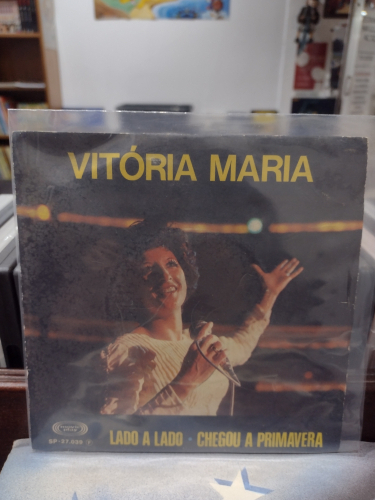 VITÓRIA MARIA
LADO A LADO · CHEGOU A PRIMAVERA